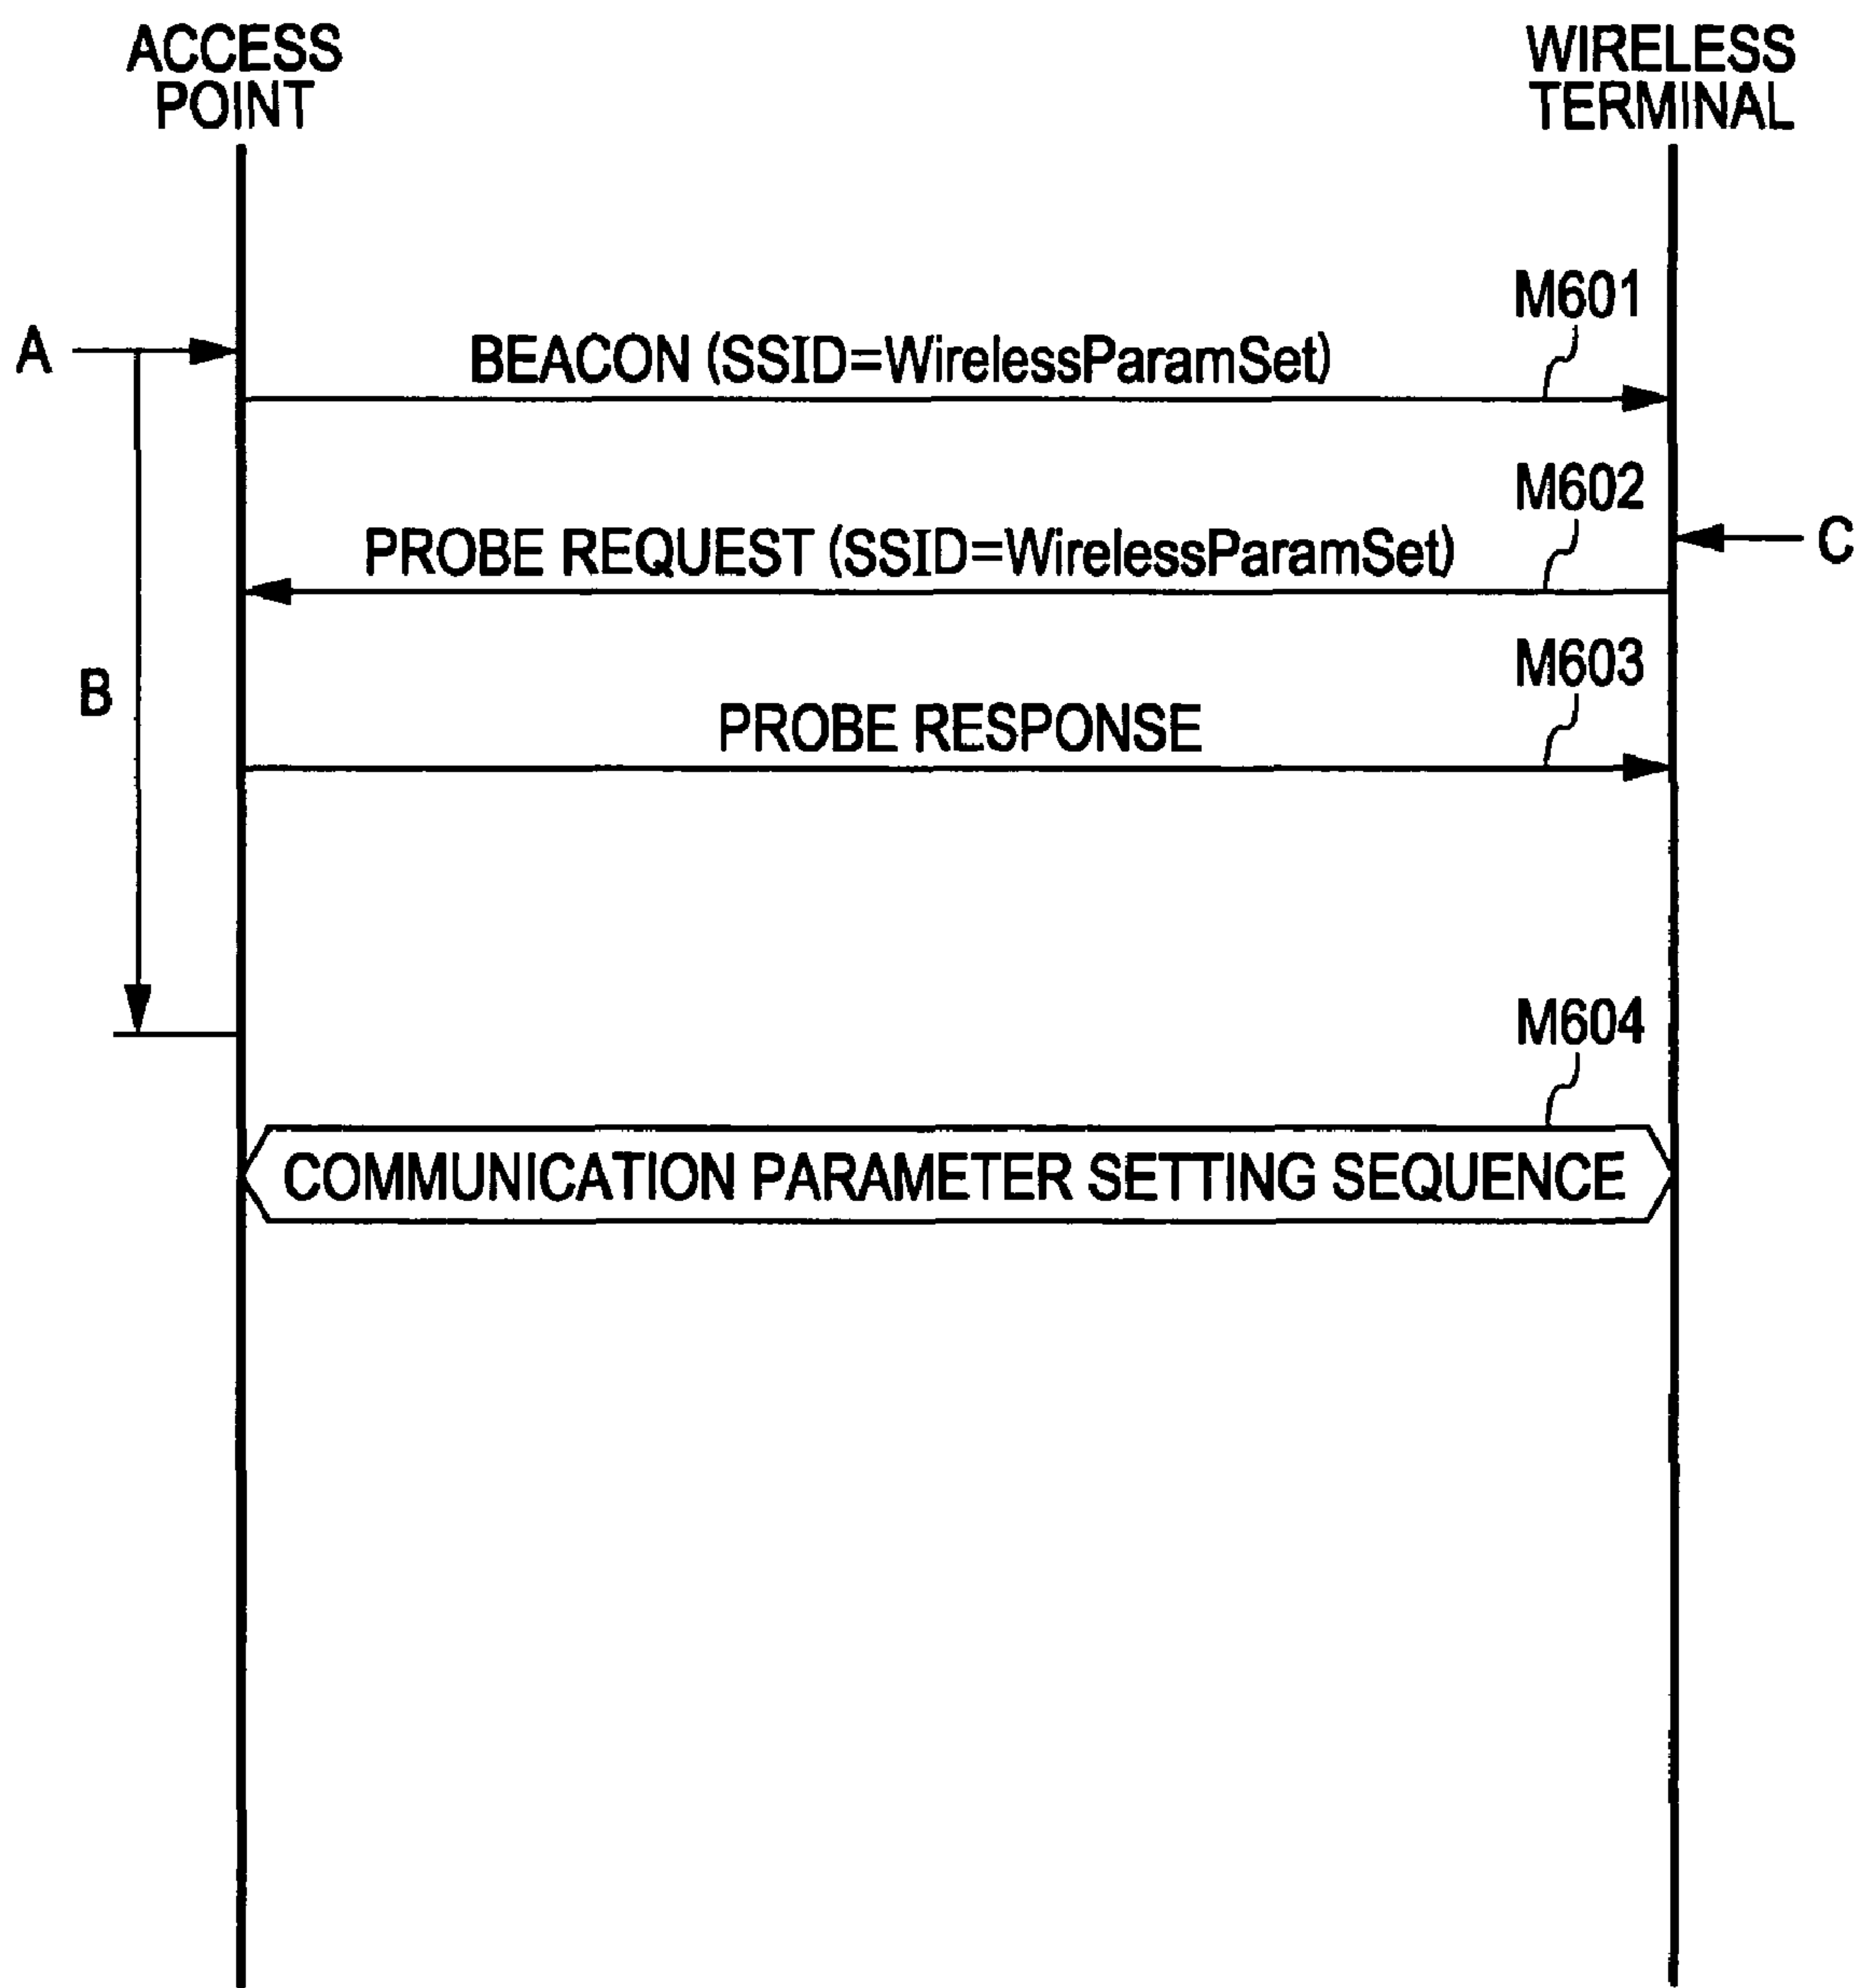 ACCESS
POINT
WIRELESS
TERMINAL
M601
A
BEACON (SSID=WirelessParamSet)
M602
PROBE REQUEST (SSID=WirelessParamSet)
C
M603
B
PROBE RESPONSE
M604
COMMUNICATION PARAMETER SETTING SEQUENCE